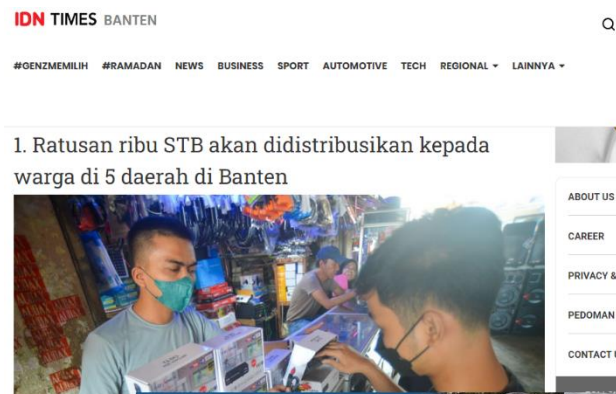 IDN TIMES BANTEN
#GENZMEMILIH #RAMADAN NEWS BUSINESS SPORT AUTOMOTIVE TECH REGIONAL LAINNYA
1. Ratusan ribu STB akan didistribusikan kepada
warga di 5 daerah di Banten
ABOUT US
CAREER
PRIVACY &
PEDOMAN
CONTACT